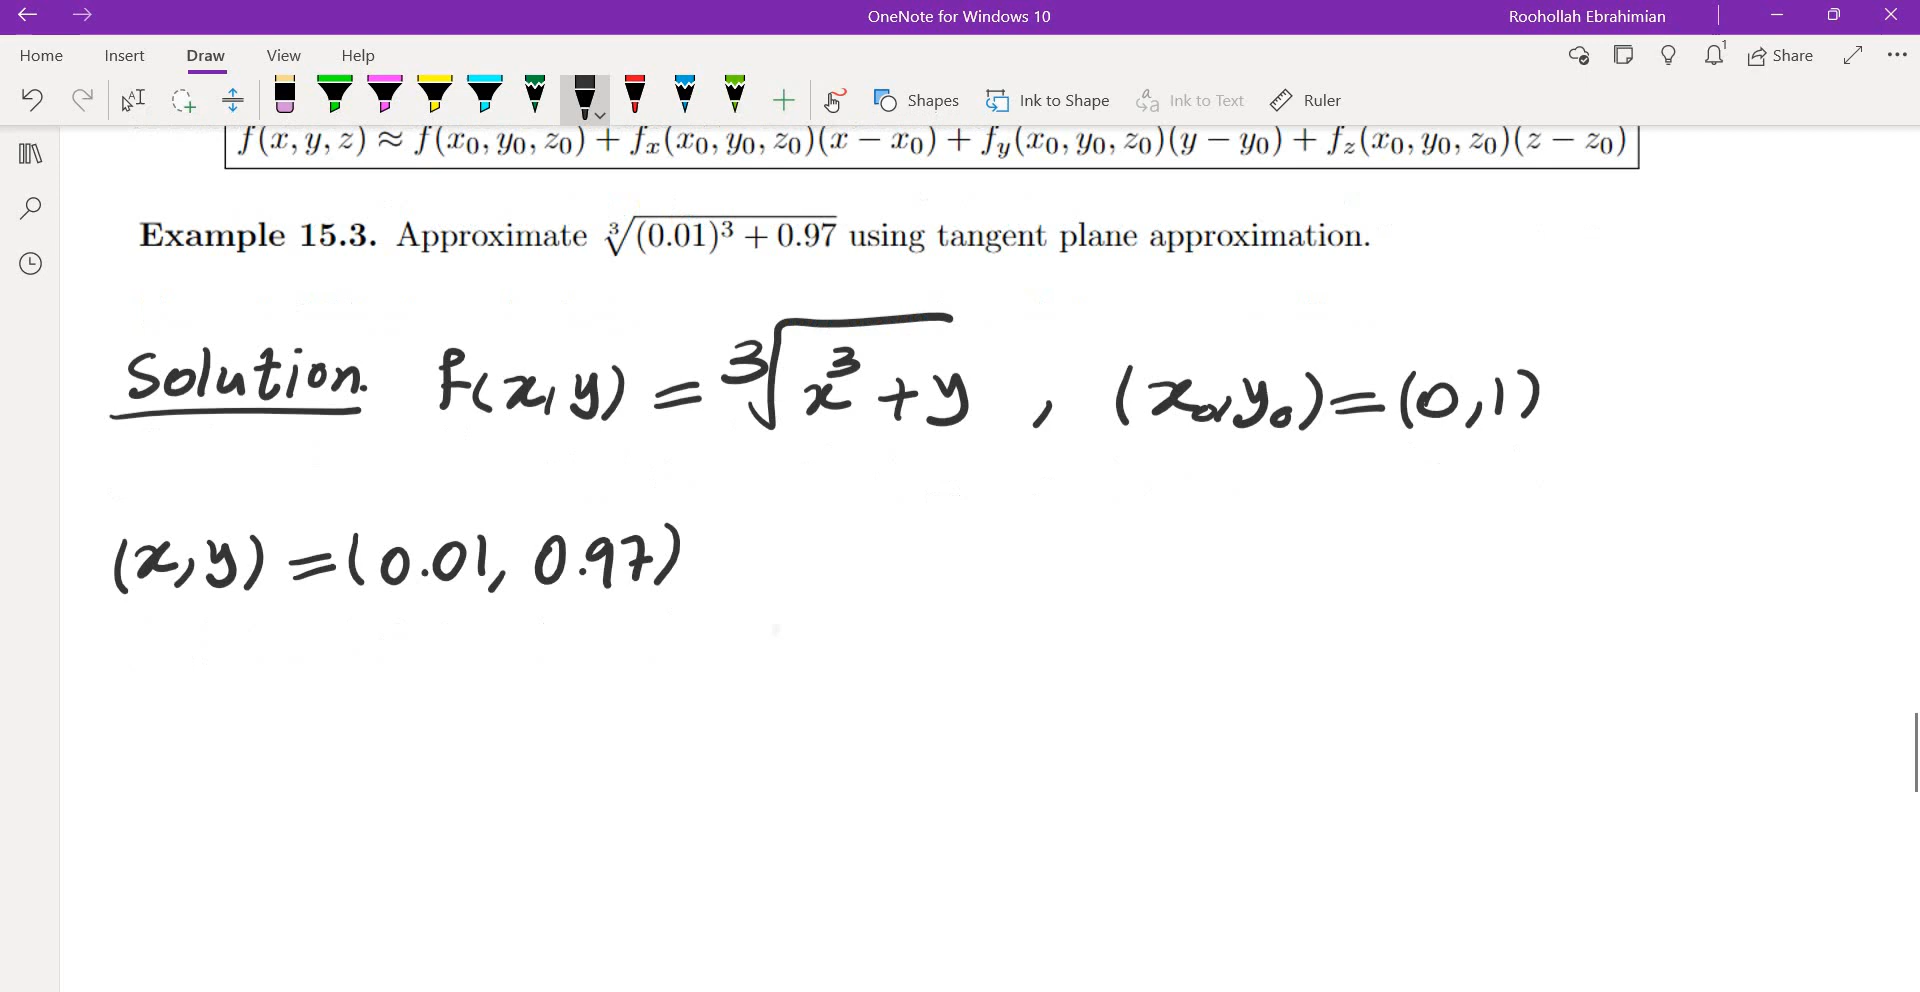 OneNote for Windows 10
Roohollah Ebrahimian
Home Insert Draw View Help
1
Share
Shapes Ink to Shape Ink to Text Ruler
f(x, y, z) ≈ f(x₀, y₀, z₀) + fₓ(x₀, y₀, z₀)(x − x₀) + f_y(x₀, y₀, z₀)(y − y₀) + f_z(x₀, y₀, z₀)(z − z₀)
Example 15.3. Approximate ∛((0.01)³ + 0.97) using tangent plane approximation.
Solution. f(x, y) = ∛(x³ + y) , (x₀, y₀) = (0, 1)
(x, y) = (0.01, 0.97)